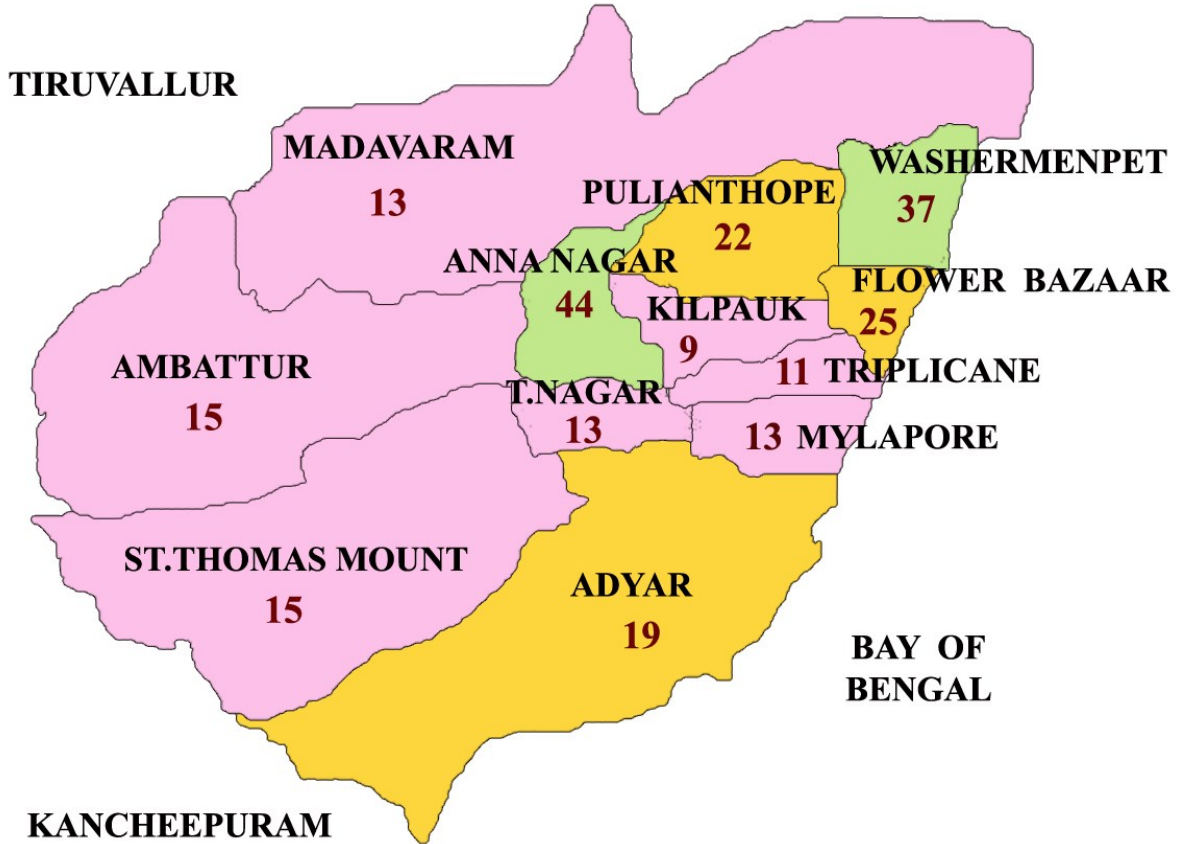 TIRUVALLUR
MADAVARAM
13
WASHERMENPET
37
PULIANTHOPE
22
ANNA NAGAR
44
FLOWER BAZAAR
25
KILPAUK
9
AMBATTUR
15
11 TRIPLICANE
T.NAGAR
13
13 MYLAPORE
ST.THOMAS MOUNT
15
ADYAR
19
BAY OF
BENGAL
KANCHEEPURAM